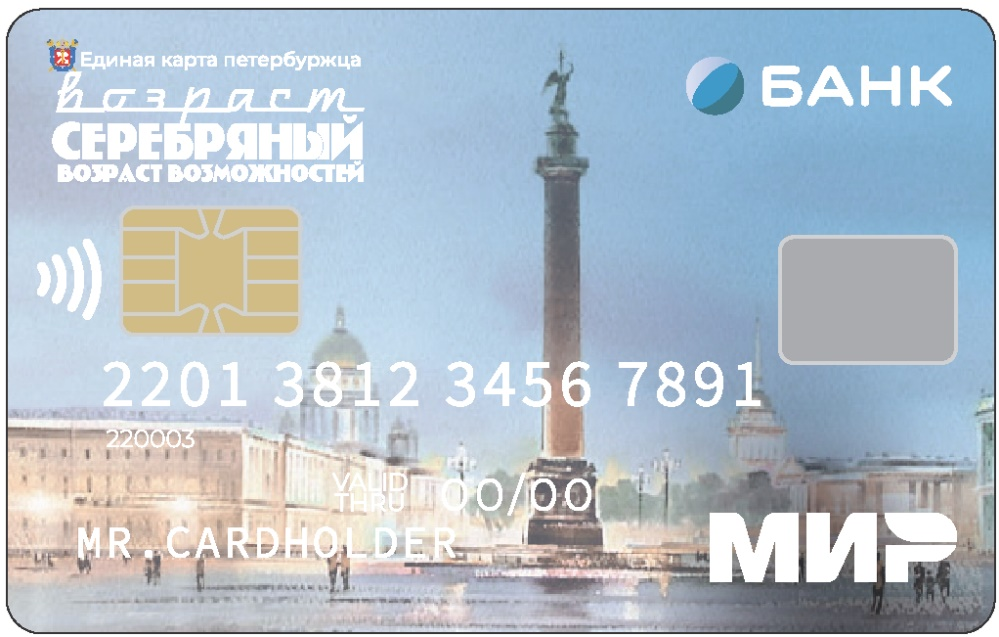 Единая карта петербуржца
возраст
СЕРЕБРЯНЫЙ
ВОЗРАСТ ВОЗМОЖНОСТЕЙ
БАНК
2201 3812 3456 7891
220003
VALID
THRU 00/00
MR.CARDHOLDER
МИР